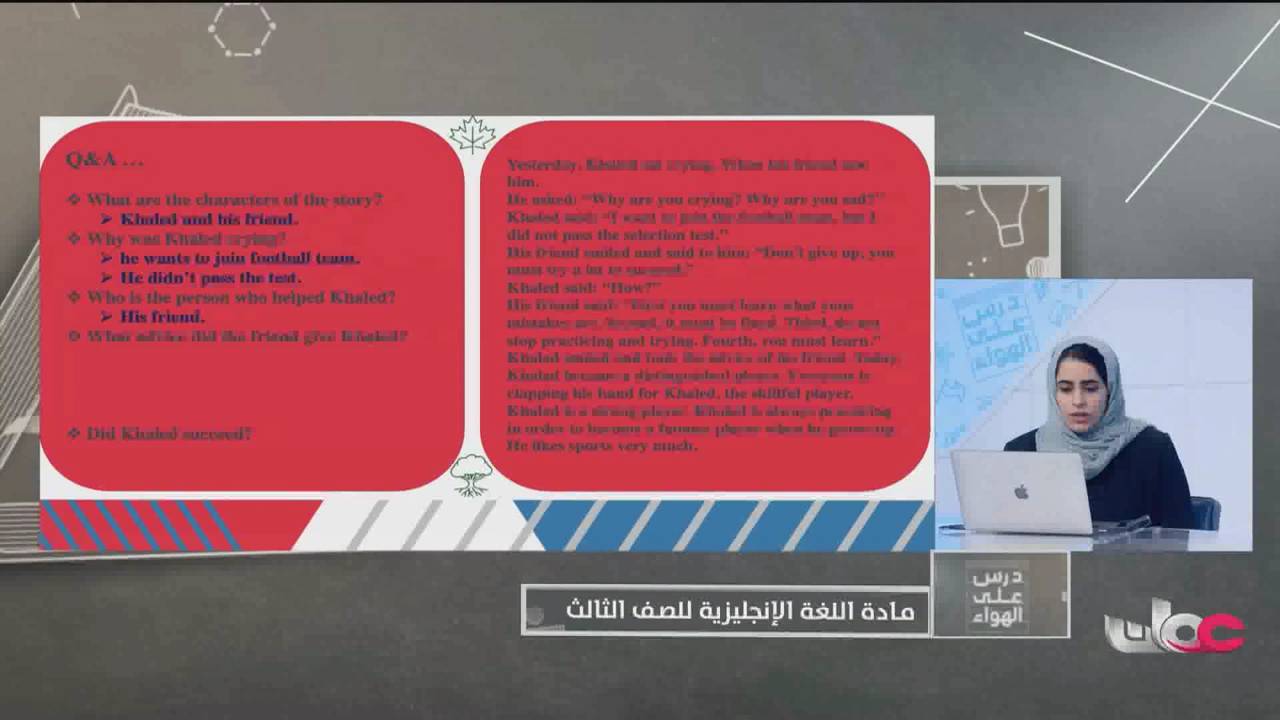 Q&A …
❖ What are the characters of the story?
➢ Khaled and his friend.
❖ Why was Khaled crying?
➢ he wants to join football team.
➢ He didn't pass the test.
❖ Who is the person who helped Khaled?
➢ His friend.
❖ What advice did the friend give Khaled?
❖ Did Khaled succeed?
Yesterday, Khaled sat crying. When his friend saw
him.
He asked: “Why are you crying? Why are you sad?”
Khaled said: “I want to join the football team, but I
did not pass the selection test.”
His friend smiled and said to him: “Don't give up, you
must try a lot to succeed.”
Khaled said: “How?”
His friend said: “First you must learn what your
mistakes are. Second, it must be fixed. Third, do not
stop practicing and trying. Fourth, you must learn.”
Khaled smiled and took the advice of his friend. Today,
Khaled became a distinguished player. Everyone is
clapping his hand for Khaled, the skillful player.
Khaled is a strong player. Khaled is always practicing
in order to become a famous player when he grows up.
He likes sports very much.
درس
على
الهواء
مادة اللغة الإنجليزية للصف الثالث
درس
على
الهواء
عمان